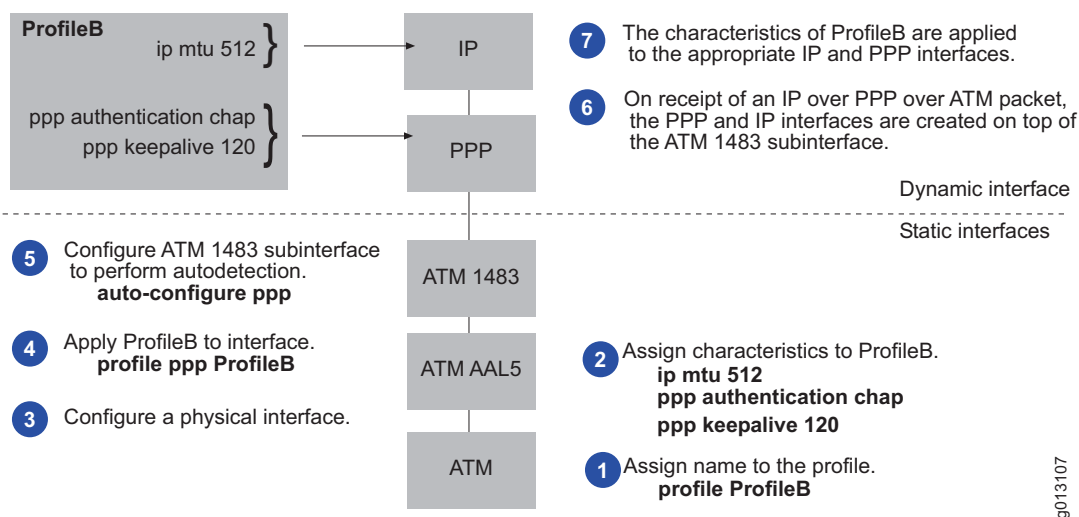 ProfileB
ip mtu 512 }
ppp authentication chap
ppp keepalive 120 }
IP
PPP
7 The characteristics of ProfileB are applied
to the appropriate IP and PPP interfaces.
6 On receipt of an IP over PPP over ATM packet,
the PPP and IP interfaces are created on top of
the ATM 1483 subinterface.
Dynamic interface
Static interfaces
5 Configure ATM 1483 subinterface
to perform autodetection.
auto-configure ppp
4 Apply ProfileB to interface.
profile ppp ProfileB
3 Configure a physical interface.
ATM 1483
ATM AAL5
ATM
2 Assign characteristics to ProfileB.
ip mtu 512
ppp authentication chap
ppp keepalive 120
1 Assign name to the profile.
profile ProfileB
g013107